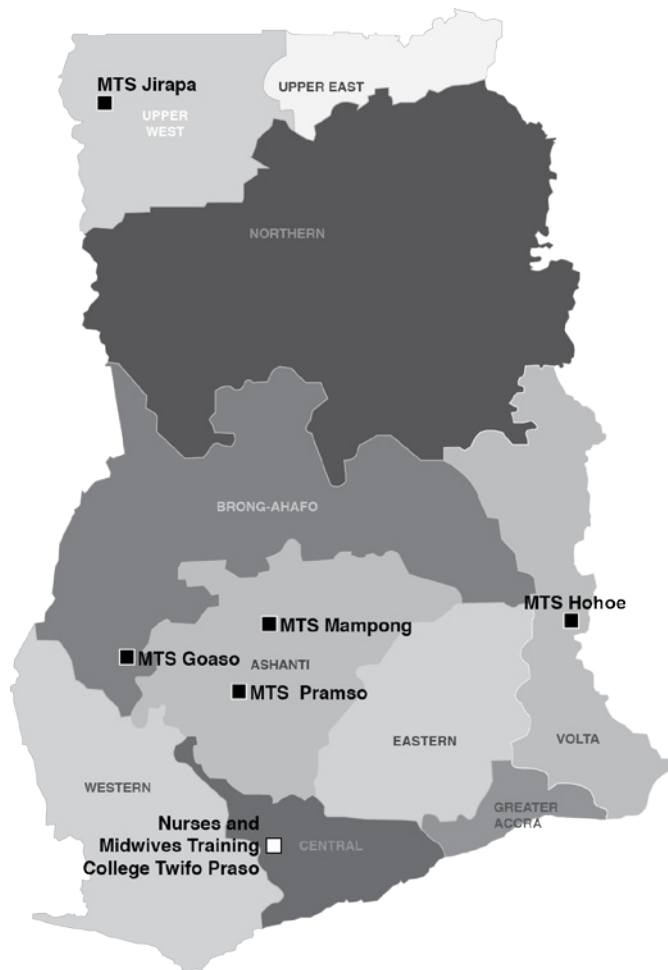 MTS Jirapa
UPPER EAST
UPPER
WEST
NORTHERN
BRONG-AHAFO
MTS Hohoe
MTS Mampong
MTS Goaso
ASHANTI
MTS Pramso
EASTERN
VOLTA
WESTERN
GREATER
ACCRA
Nurses and
Midwives Training
College Twifo Praso
CENTRAL